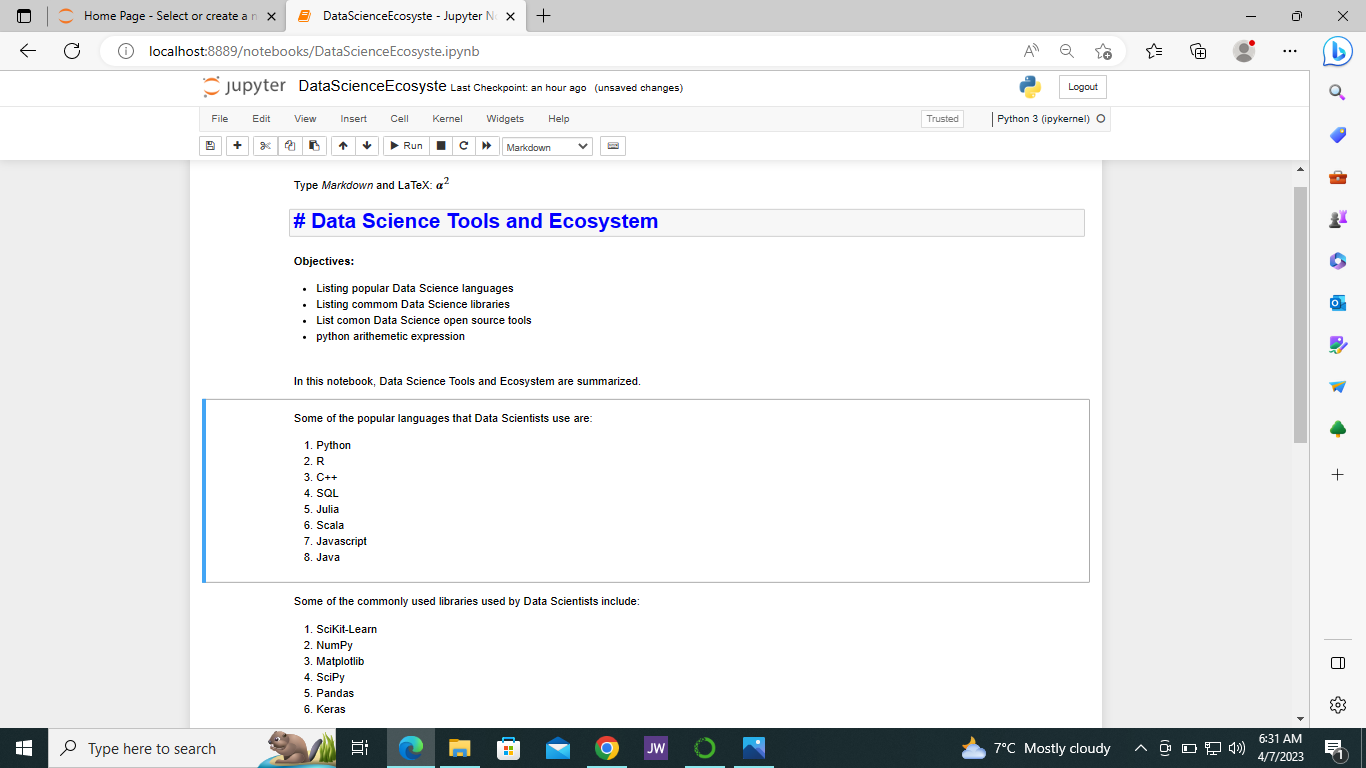 Home Page - Select or create a n
DataScienceEcosyste - Jupyter No
localhost:8889/notebooks/DataScienceEcosyste.ipynb
jupyter DataScienceEcosyste Last Checkpoint: an hour ago (unsaved changes)
Logout
File Edit View Insert Cell Kernel Widgets Help
Trusted
Python 3 (ipykernel)
Run
Markdown
Type Markdown and LaTeX: α²
# Data Science Tools and Ecosystem
Objectives:
• Listing popular Data Science languages
• Listing commom Data Science libraries
• List comon Data Science open source tools
• python arithemetic expression
In this notebook, Data Science Tools and Ecosystem are summarized.
Some of the popular languages that Data Scientists use are:
1. Python
2. R
3. C++
4. SQL
5. Julia
6. Scala
7. Javascript
8. Java
Some of the commonly used libraries used by Data Scientists include:
1. SciKit-Learn
2. NumPy
3. Matplotlib
4. SciPy
5. Pandas
6. Keras
Type here to search
JW
7°C Mostly cloudy
6:31 AM
4/7/2023
1